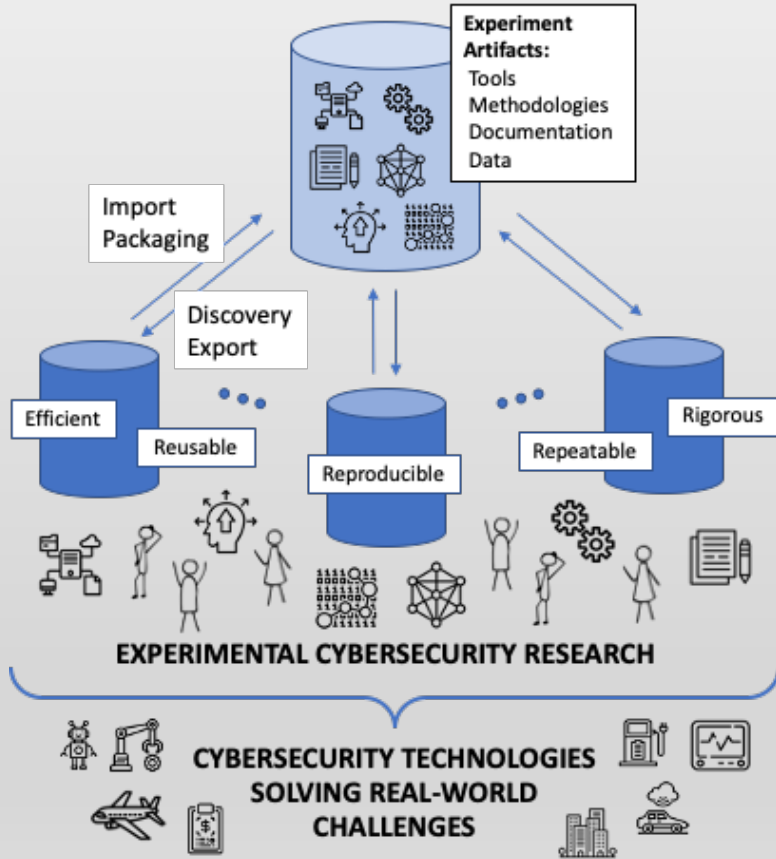 Experiment
Artifacts:
Tools
Methodologies
Documentation
Data
Import
Packaging
Discovery
Export
Efficient
Reusable
Reproducible
Repeatable
Rigorous
EXPERIMENTAL CYBERSECURITY RESEARCH
CYBERSECURITY TECHNOLOGIES
SOLVING REAL-WORLD
CHALLENGES